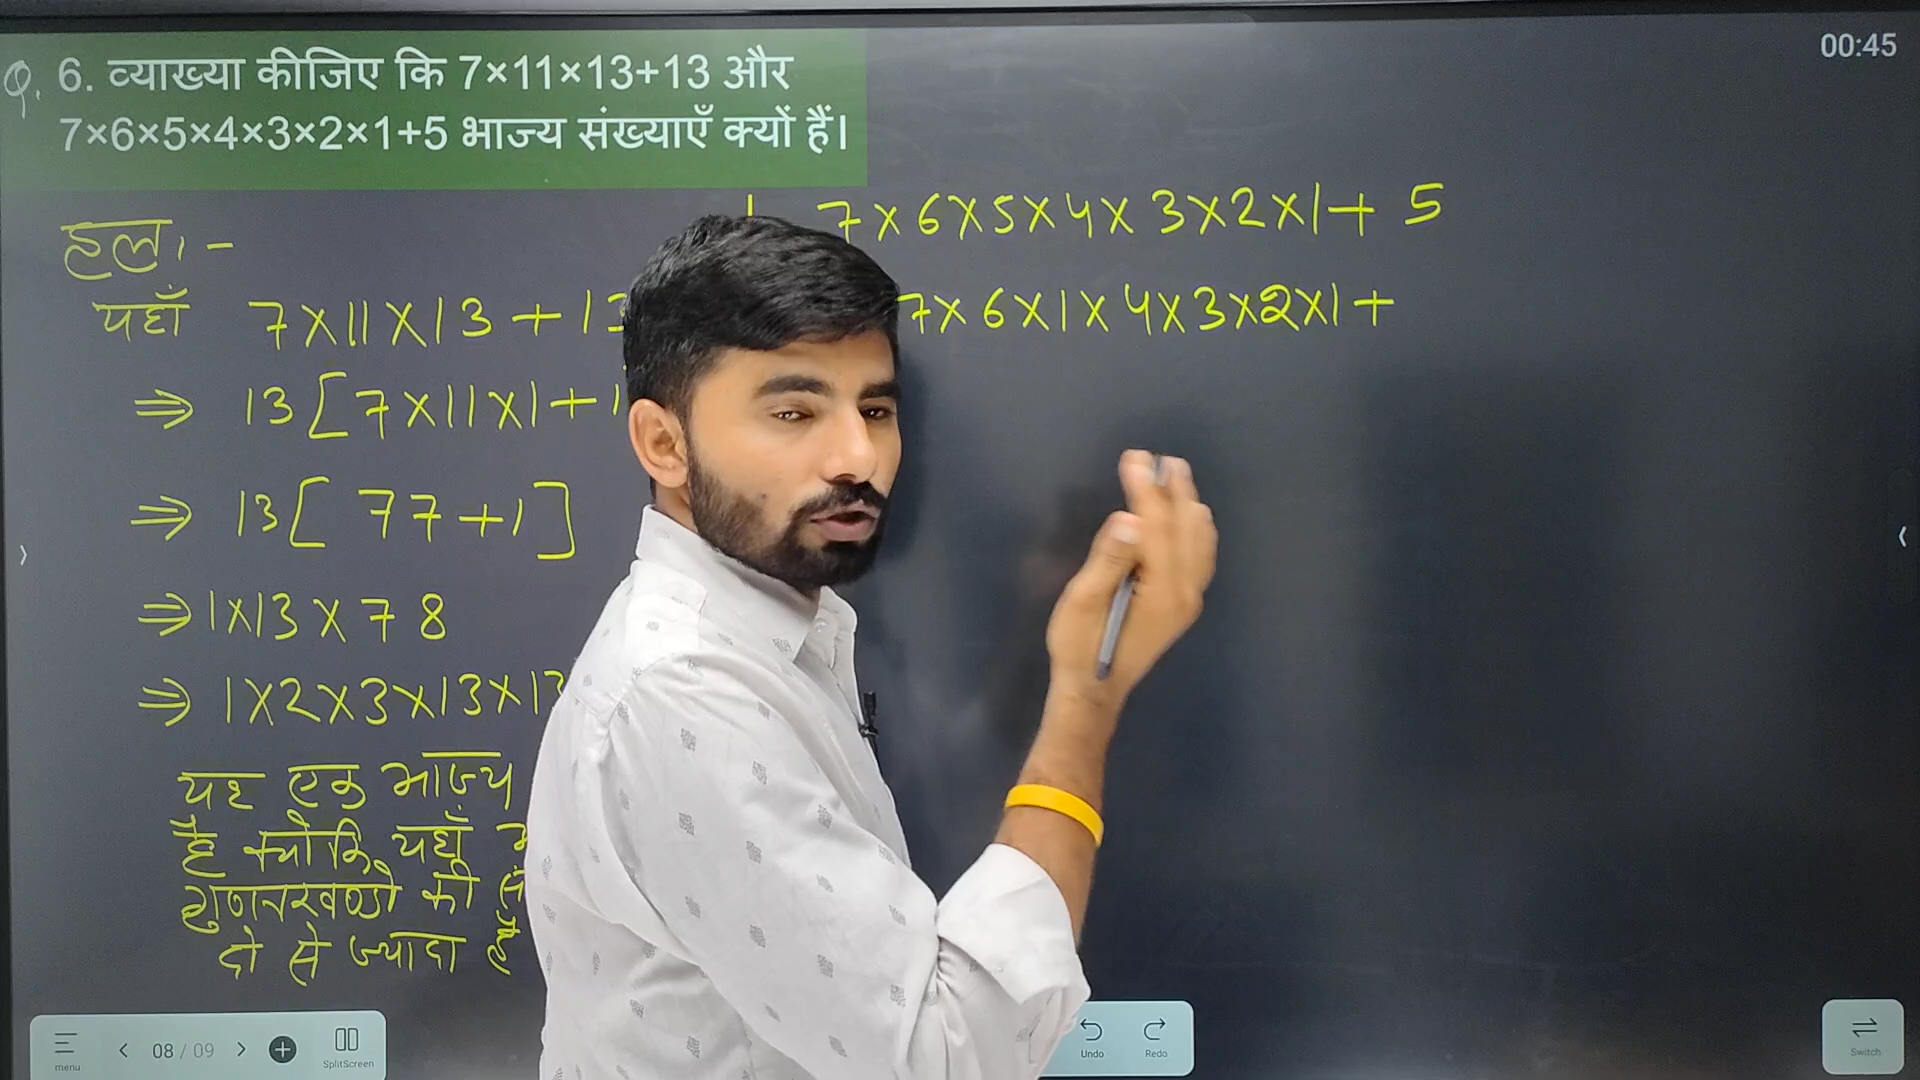 00:45
Q. 6. व्याख्या कीजिए कि 7×11×13+13 और
7×6×5×4×3×2×1+5 भाज्य संख्याएँ क्यों हैं।
हल:-
यहाँ 7×11×13+13
⇒ 13[7×11×1+1
⇒ 13[77+1]
⇒ 1×13×78
⇒ 1×2×3×13×13
यह एक भाज्य
है क्योंकि यहाँ
गुणनखण्डो की
दो से ज्यादा है
7×6×5×4×3×2×1+5
7×6×1×4×3×2×1+
menu
08/09
SplitScreen
Undo
Redo
Switch